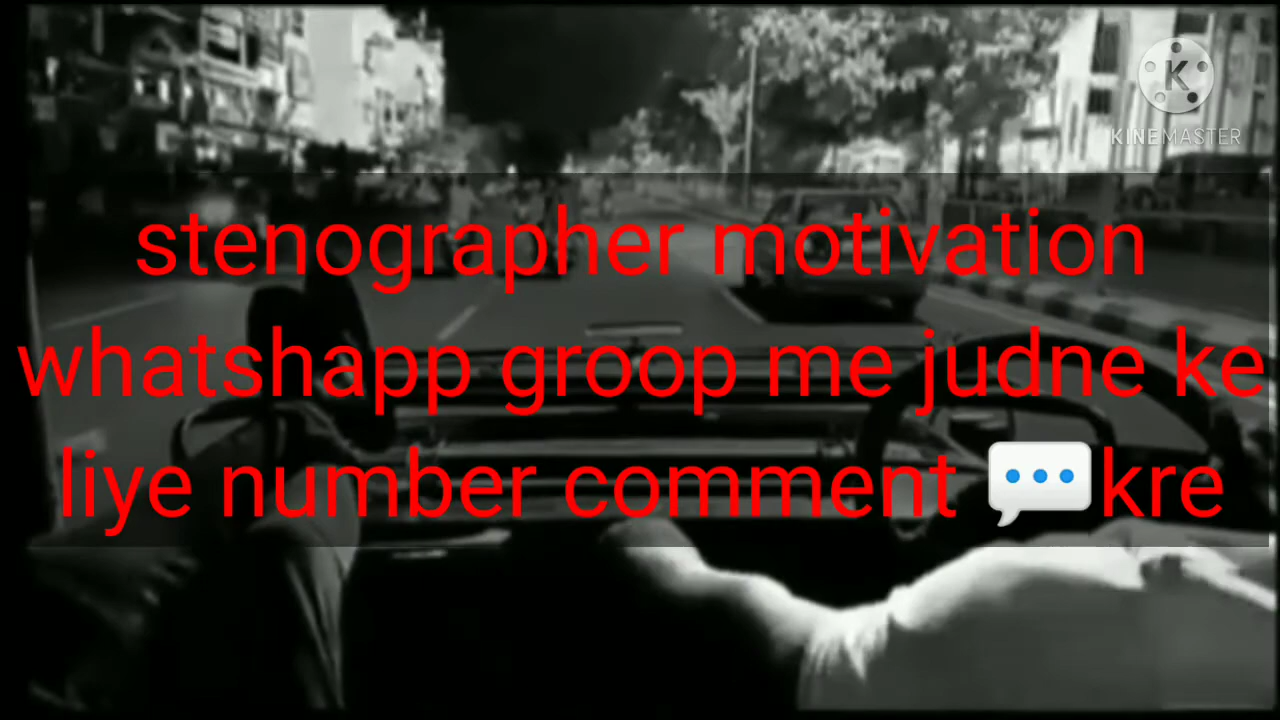 K
KINEMASTER
stenographer motivation
whatshapp groop me judne ke
liye number comment 💬kre